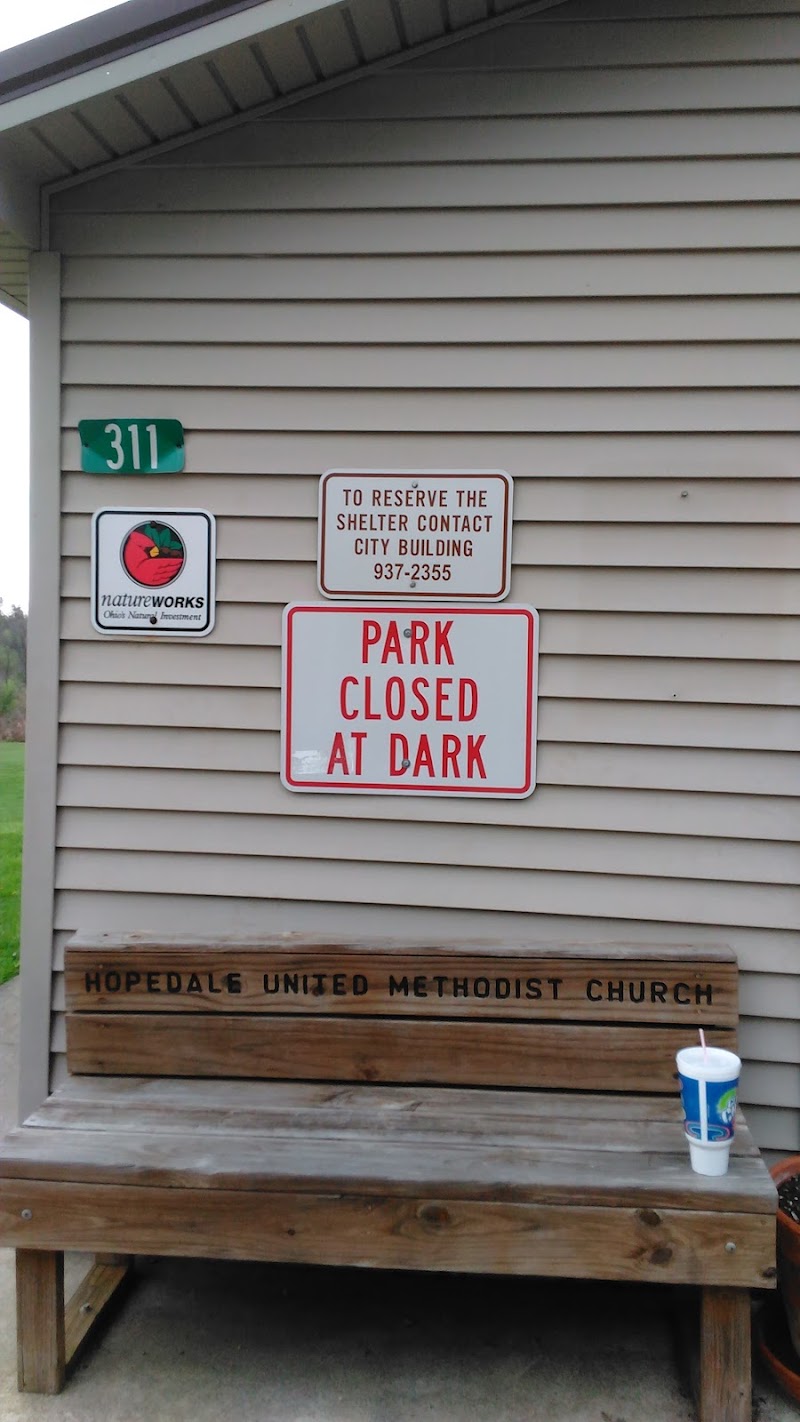 311
natureWORKS
Ohio's Natural Investment
TO RESERVE THE
SHELTER CONTACT
CITY BUILDING
937-2355
PARK
CLOSED
AT DARK
HOPEDALE UNITED METHODIST CHURCH